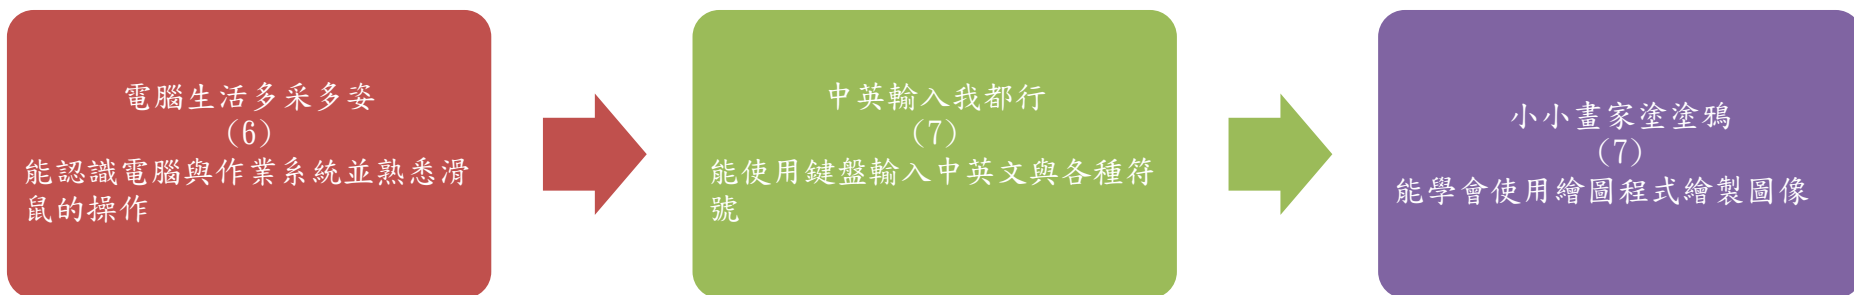 電腦生活多采多姿
(6)
能認識電腦與作業系統並熟悉滑
鼠的操作
中英輸入我都行
(7)
能使用鍵盤輸入中英文與各種符
號
小小畫家塗塗鴉
(7)
能學會使用繪圖程式繪製圖像